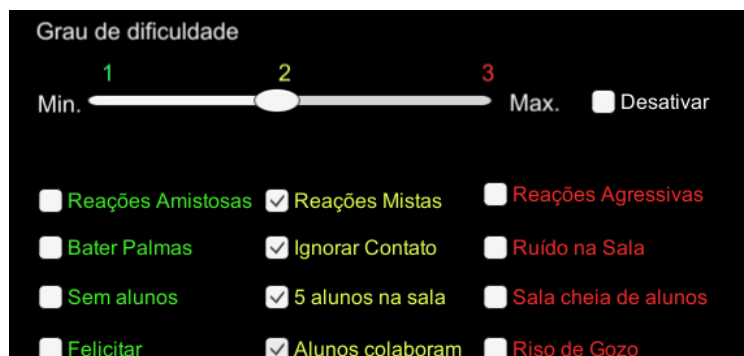 Grau de dificuldade
1 2 3
Min. Max. Desativar
Reações Amistosas Reações Mistas Reações Agressivas
Bater Palmas Ignorar Contato Ruído na Sala
Sem alunos 5 alunos na sala Sala cheia de alunos
Felicitar Alunos colaboram Riso de Gozo